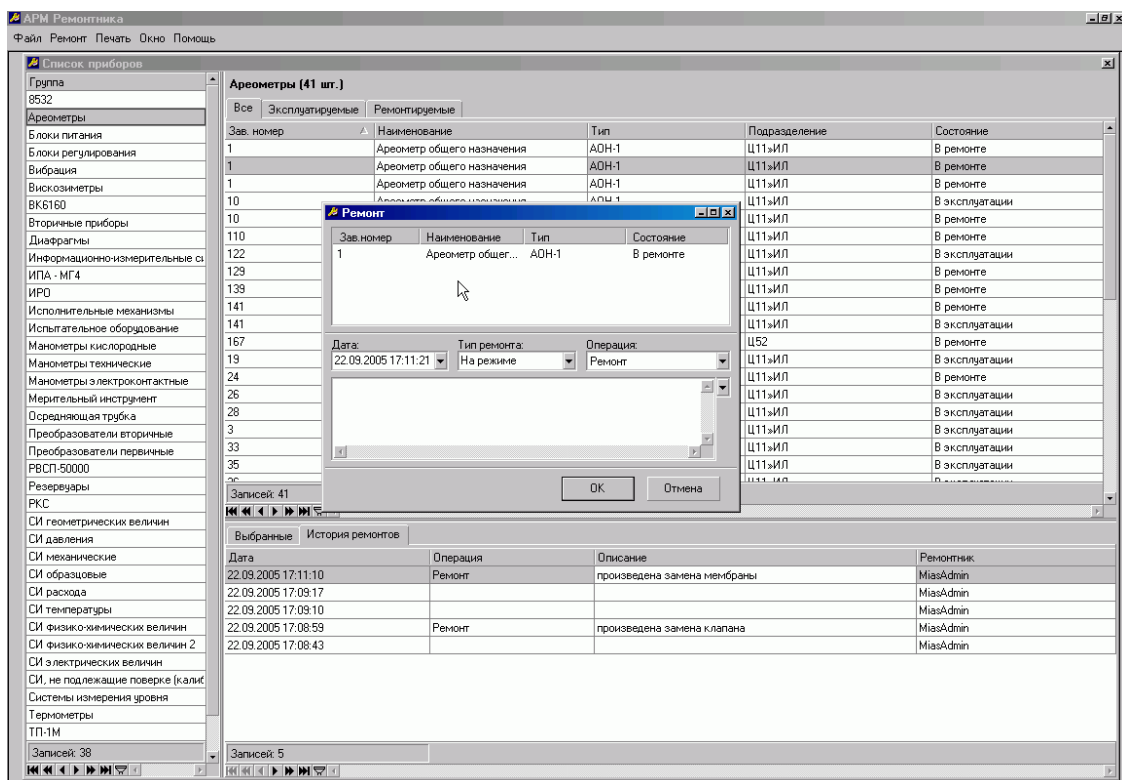 АРМ Ремонтника
Файл Ремонт Печать Окно Помощь
Список приборов
Группа
8532
Ареометры
Блоки питания
Блоки регулирования
Вибрация
Вискозиметры
ВК6160
Вторичные приборы
Диафрагмы
Информационно-измерительные си
ИПА - МГ4
ИРО
Исполнительные механизмы
Испытательное оборудование
Манометры кислородные
Манометры технические
Манометры электроконтактные
Мерительный инструмент
Осредняющая трубка
Преобразователи вторичные
Преобразователи первичные
РВСП-50000
Резервуары
РКС
СИ геометрических величин
СИ давления
СИ механические
СИ образцовые
СИ расхода
СИ температуры
СИ физико-химических величин
СИ физико-химических величин 2
СИ электрических величин
СИ, не подлежащие поверке (калиб
Системы измерения уровня
Термометры
ТП-1М
Записей: 38
Ареометры (41 шт.)
Все Эксплуатируемые Ремонтируемые
Зав. номер Наименование Тип Подразделение Состояние
1 Ареометр общего назначения АОН-1 Ц11»ИЛ В ремонте
1 Ареометр общего назначения АОН-1 Ц11»ИЛ В ремонте
1 Ареометр общего назначения АОН-1 Ц11»ИЛ В ремонте
10 Ареометр общего назначения АОН-1 Ц11»ИЛ В эксплуатации
10 Ц11»ИЛ В ремонте
110 Ц11»ИЛ В ремонте
122 Ц11»ИЛ В эксплуатации
129 Ц11»ИЛ В ремонте
139 Ц11»ИЛ В ремонте
141 Ц11»ИЛ В ремонте
141 Ц11»ИЛ В эксплуатации
167 Ц52 В ремонте
19 Ц11»ИЛ В эксплуатации
24 Ц11»ИЛ В ремонте
26 Ц11»ИЛ В эксплуатации
28 Ц11»ИЛ В эксплуатации
3 Ц11»ИЛ В эксплуатации
33 Ц11»ИЛ В эксплуатации
35 Ц11»ИЛ В эксплуатации
Записей: 41
Ремонт
Зав.номер Наименование Тип Состояние
1 Ареометр общег... АОН-1 В ремонте
Дата: Тип ремонта: Операция:
22.09.2005 17:11:21 На режиме Ремонт
OK Отмена
Выбранные История ремонтов
Дата Операция Описание Ремонтник
22.09.2005 17:11:10 Ремонт произведена замена мембраны MiasAdmin
22.09.2005 17:09:17 MiasAdmin
22.09.2005 17:09:10 MiasAdmin
22.09.2005 17:08:59 Ремонт произведена замена клапана MiasAdmin
22.09.2005 17:08:43 MiasAdmin
Записей: 5